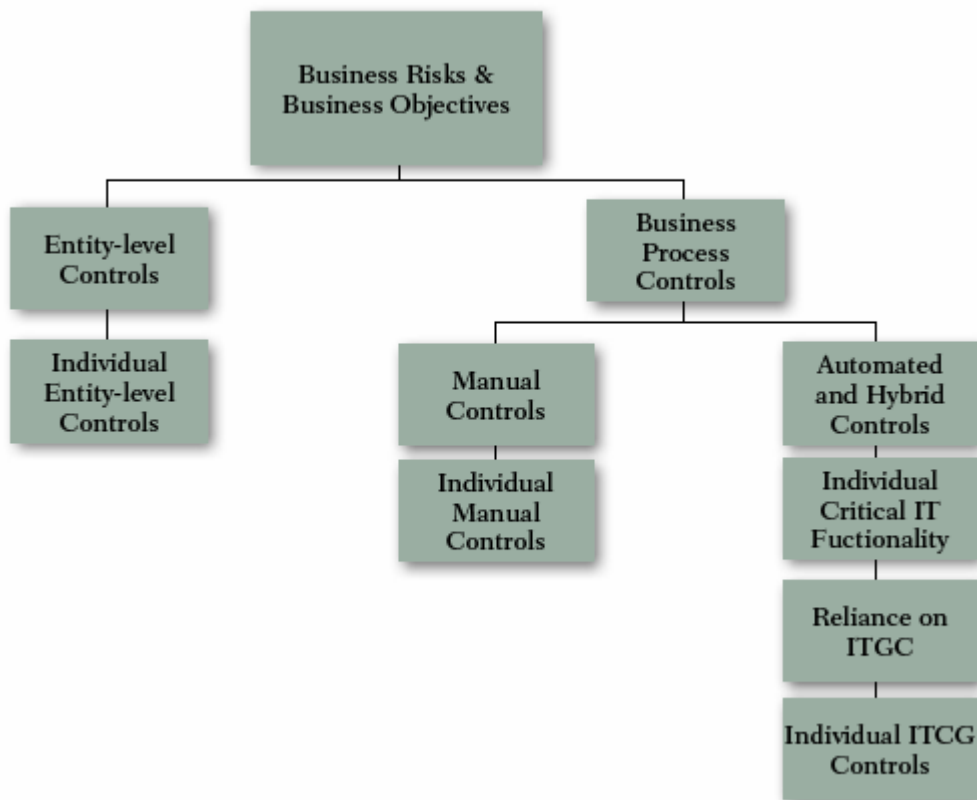 Business Risks &
Business Objectives
Entity-level
Controls
Business
Process
Controls
Individual
Entity-level
Controls
Manual
Controls
Automated
and Hybrid
Controls
Individual
Manual
Controls
Individual
Critical IT
Fuctionality
Reliance on
ITGC
Individual ITCG
Controls